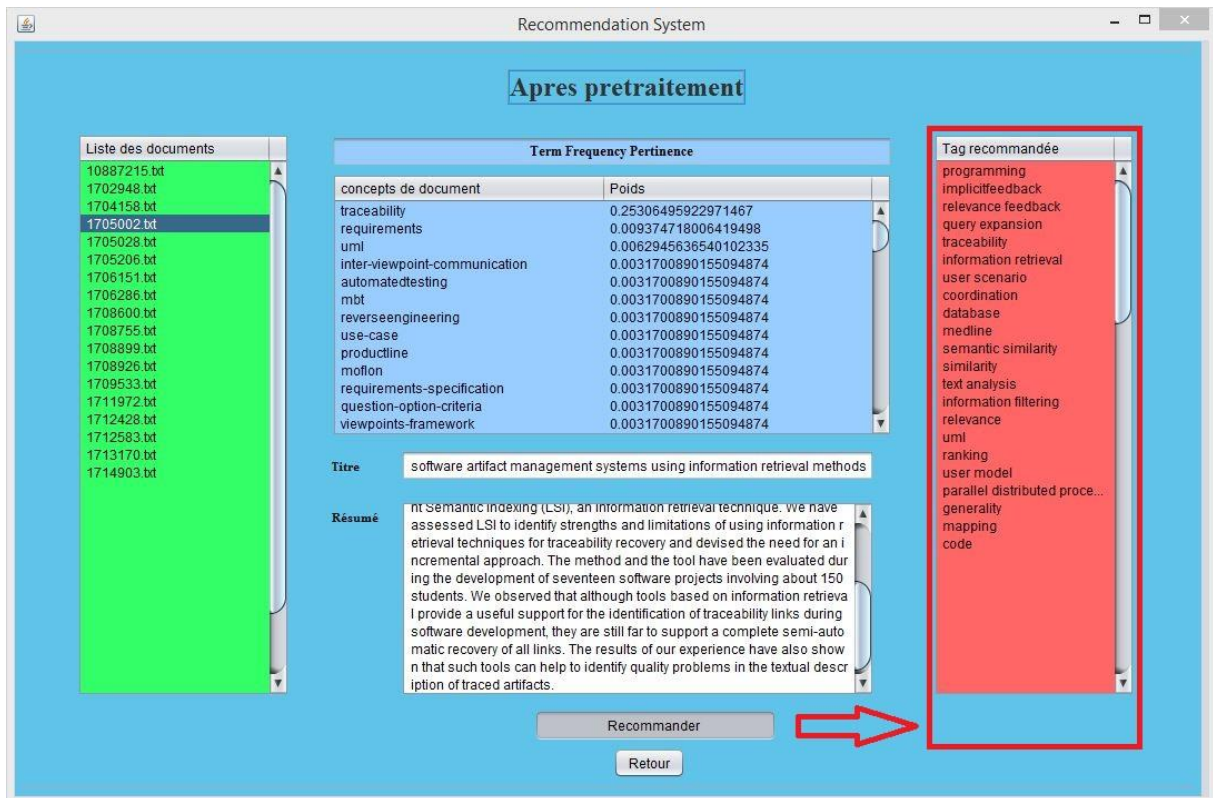 Recommendation System
Apres pretraitement
Liste des documents
10887215.txt
1702948.txt
1704158.txt
1705002.txt
1705028.txt
1705206.txt
1706151.txt
1706286.txt
1708600.txt
1708755.txt
1708899.txt
1708926.txt
1709533.txt
1711972.txt
1712428.txt
1712583.txt
1713170.txt
1714903.txt
Term Frequency Pertinence
concepts de document Poids
traceability 0.25306495922971467
requirements 0.009374718006419498
uml 0.0062945636540102335
inter-viewpoint-communication 0.0031700890155094874
automatedtesting 0.0031700890155094874
mbt 0.0031700890155094874
reverseengineering 0.0031700890155094874
use-case 0.0031700890155094874
productline 0.0031700890155094874
moflon 0.0031700890155094874
requirements-specification 0.0031700890155094874
question-option-criteria 0.0031700890155094874
viewpoints-framework 0.0031700890155094874
Titre software artifact management systems using information retrieval methods
Résumé
nt Semantic Indexing (LSI), an information retrieval technique. We have
assessed LSI to identify strengths and limitations of using information r
etrieval techniques for traceability recovery and devised the need for an i
ncremental approach. The method and the tool have been evaluated dur
ing the development of seventeen software projects involving about 150
students. We observed that although tools based on information retrieva
l provide a useful support for the identification of traceability links during
software development, they are still far to support a complete semi-auto
matic recovery of all links. The results of our experience have also show
n that such tools can help to identify quality problems in the textual descr
iption of traced artifacts.
Recommander
Retour
Tag recommandée
programming
implicitfeedback
relevance feedback
query expansion
traceability
information retrieval
user scenario
coordination
database
medline
semantic similarity
similarity
text analysis
information filtering
relevance
uml
ranking
user model
parallel distributed proce...
generality
mapping
code